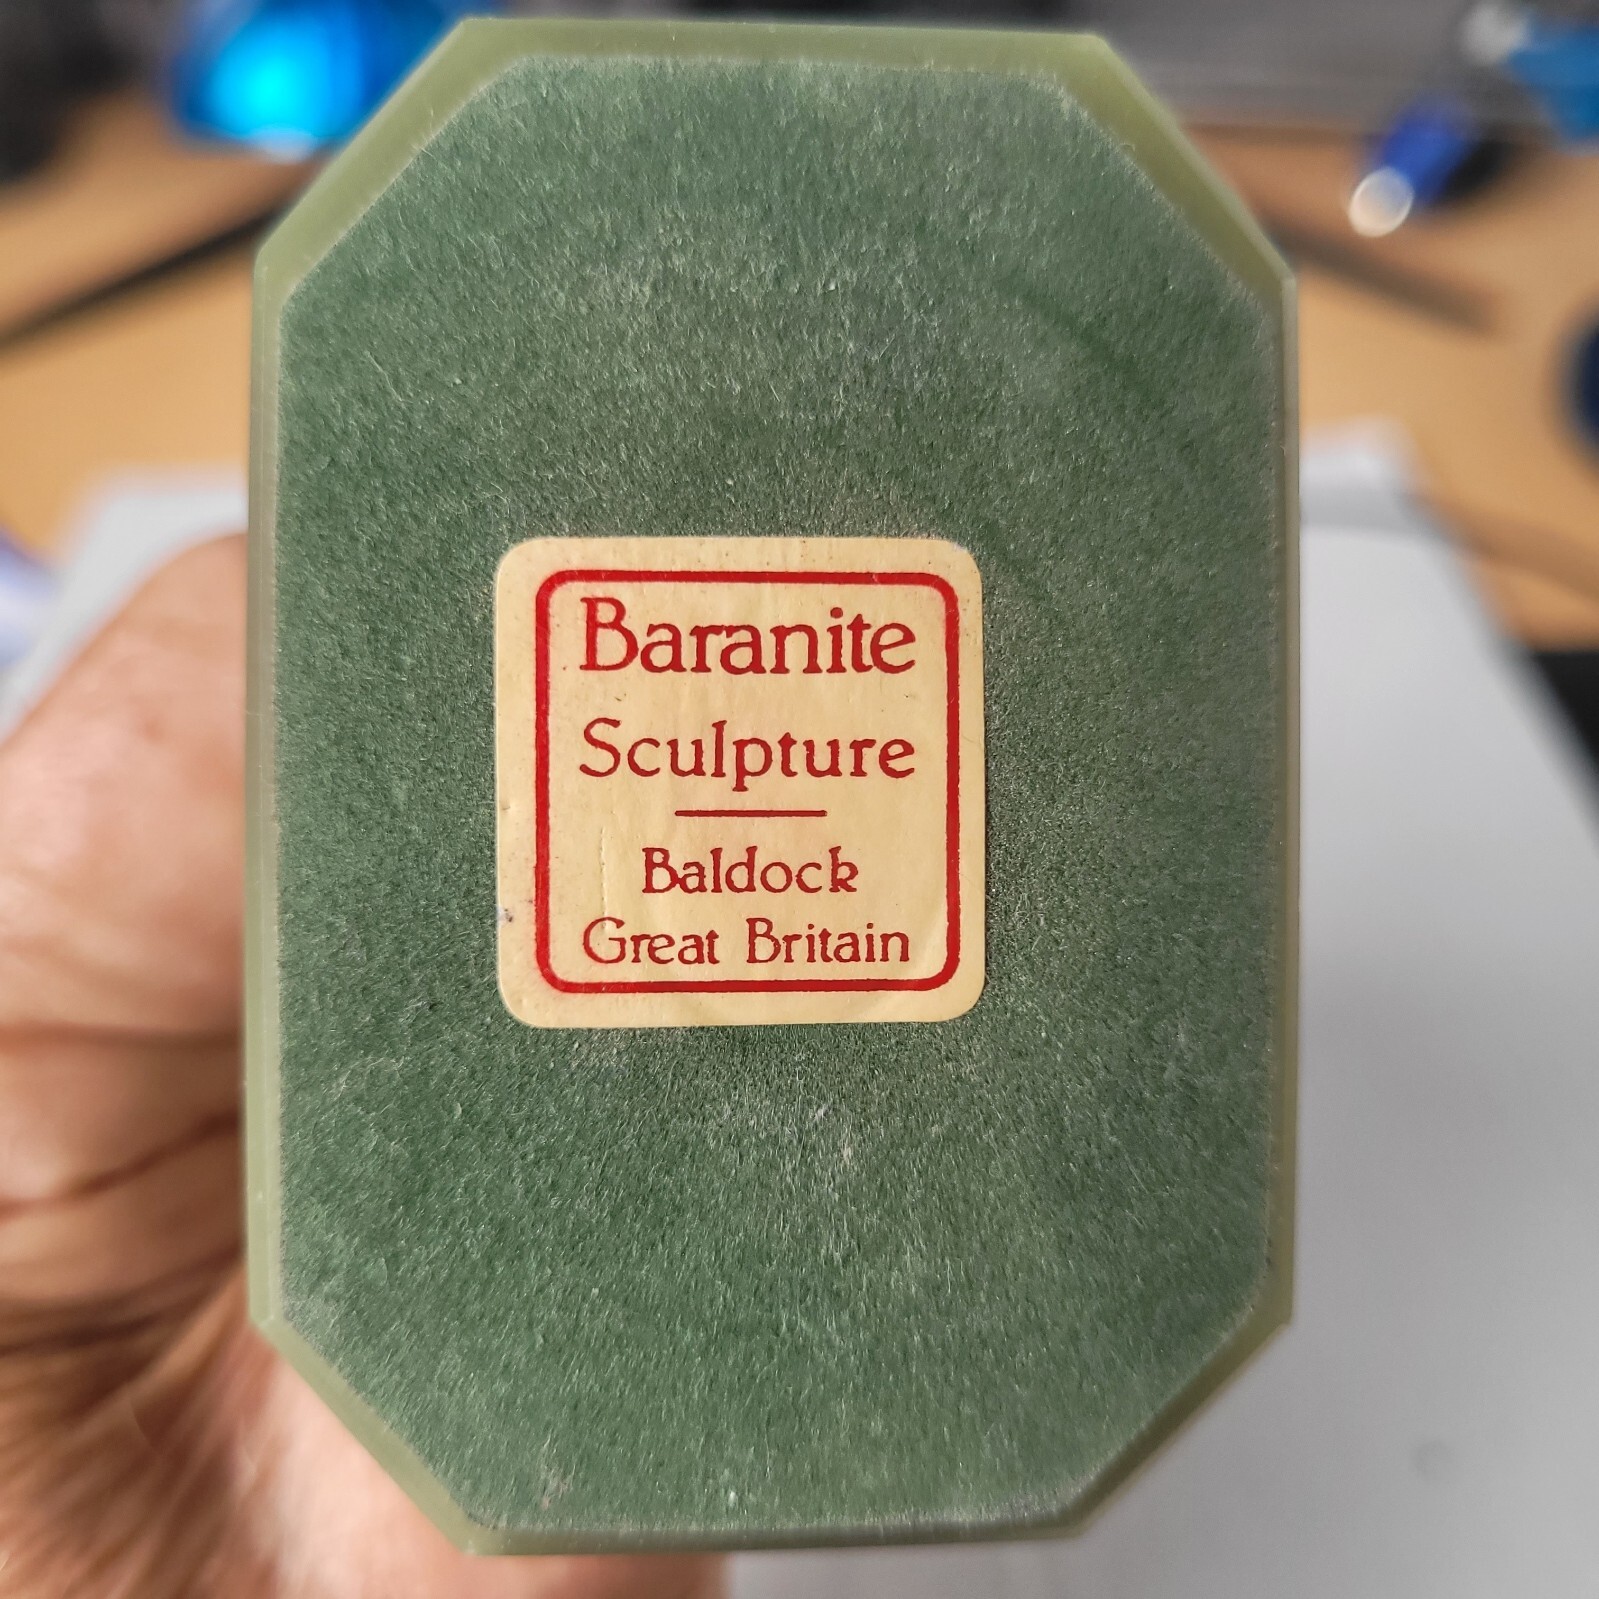 Baranite
Sculpture
Baldock
Great Britain